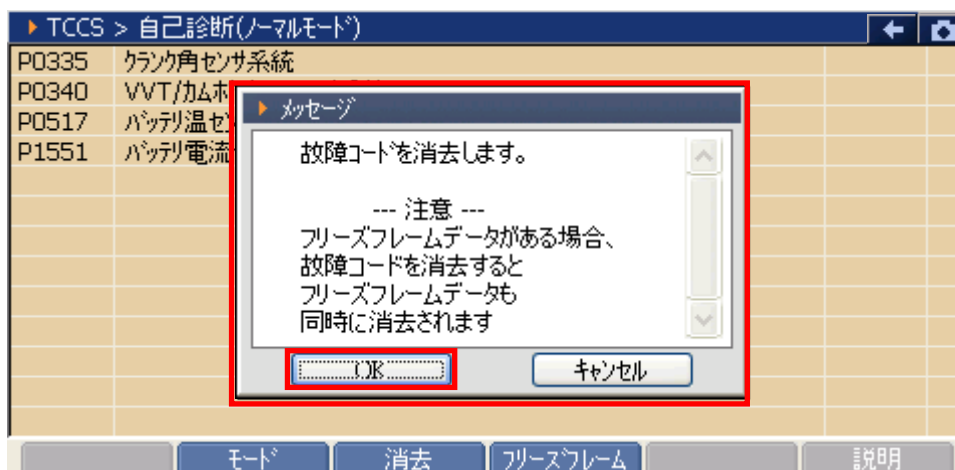 TCCS > 自己診断(ﾉｰﾏﾙﾓｰﾄﾞ)
P0335 ｸﾗﾝｸ角ｾﾝｻ系統
P0340 VVT/ｶﾑﾎ
P0517 ﾊﾞｯﾃﾘ温ｾﾝ
P1551 ﾊﾞｯﾃﾘ電流
ﾒｯｾｰｼﾞ
故障ｺｰﾄﾞを消去します。
--- 注意 ---
フリーズフレームデータがある場合、
故障コードを消去すると
フリーズフレームデータも
同時に消去されます
OK キャンセル
ﾓｰﾄﾞ 消去 ﾌﾘｰｽﾞﾌﾚｰﾑ 説明